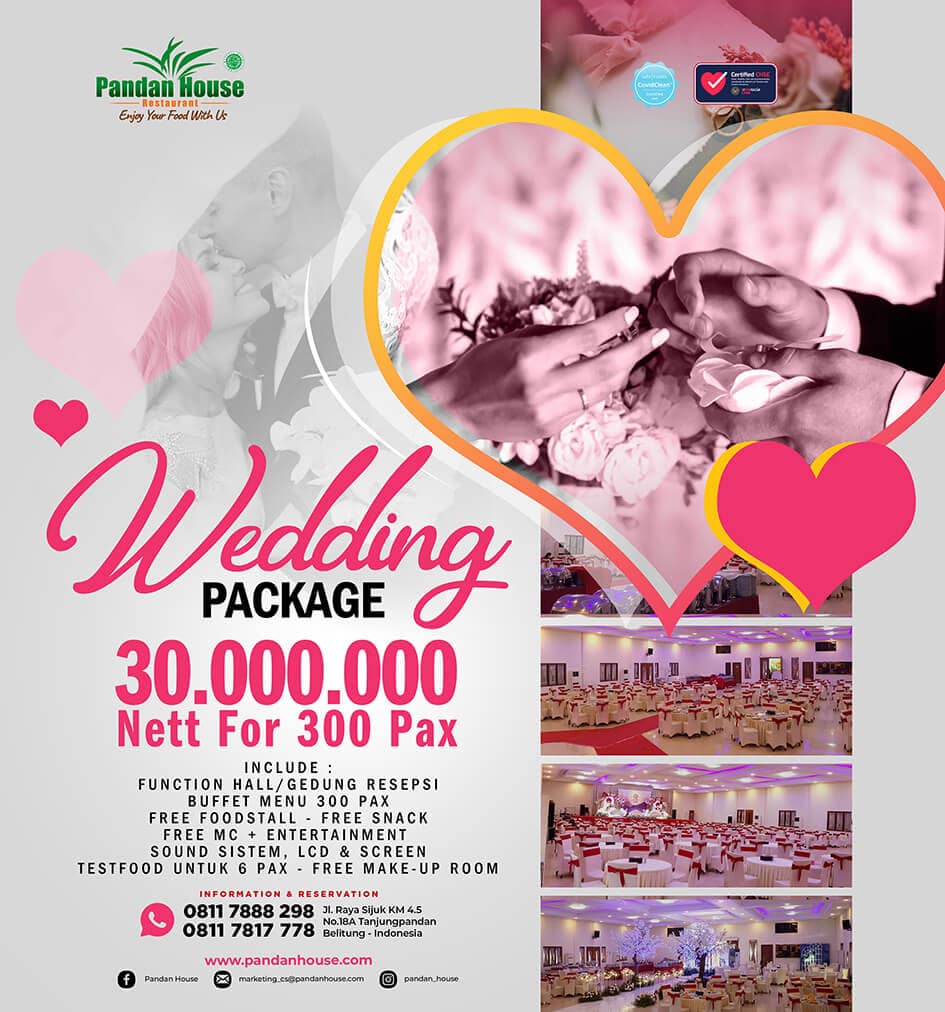 Pandan House
Restaurant
Enjoy Your Food With Us
CovidClean
Certified CHSE
Wedding
PACKAGE
30.000.000
Nett For 300 Pax
INCLUDE :
FUNCTION HALL/GEDUNG RESEPSI
BUFFET MENU 300 PAX
FREE FOODSTALL - FREE SNACK
FREE MC + ENTERTAINMENT
SOUND SISTEM, LCD & SCREEN
TESTFOOD UNTUK 6 PAX - FREE MAKE-UP ROOM
INFORMATION & RESERVATION
0811 7888 298
0811 7817 778
Jl. Raya Sijuk KM 4.5
No.18A Tanjungpandan
Belitung - Indonesia
www.pandanhouse.com
Pandan House
marketing_cs@pandanhouse.com
pandan_house